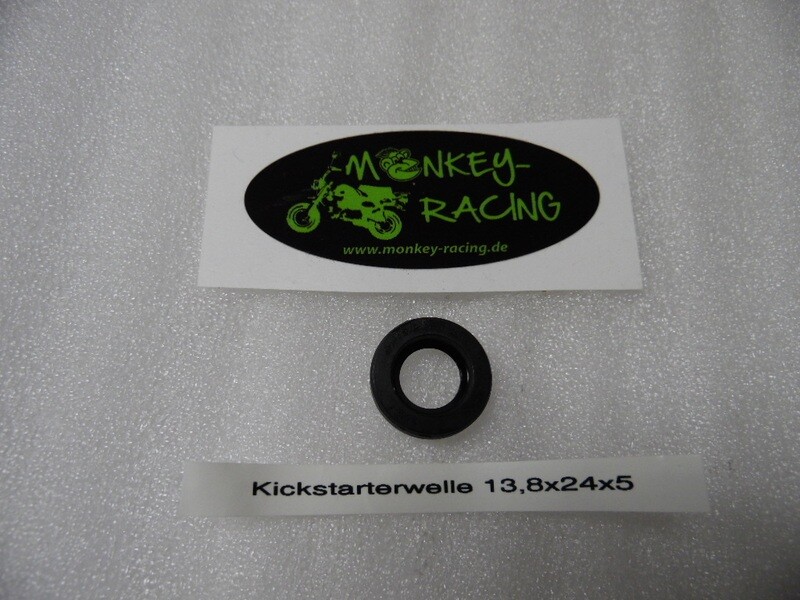 MONKEY-
RACING
www.monkey-racing.de
Kickstarterwelle 13,8x24x5